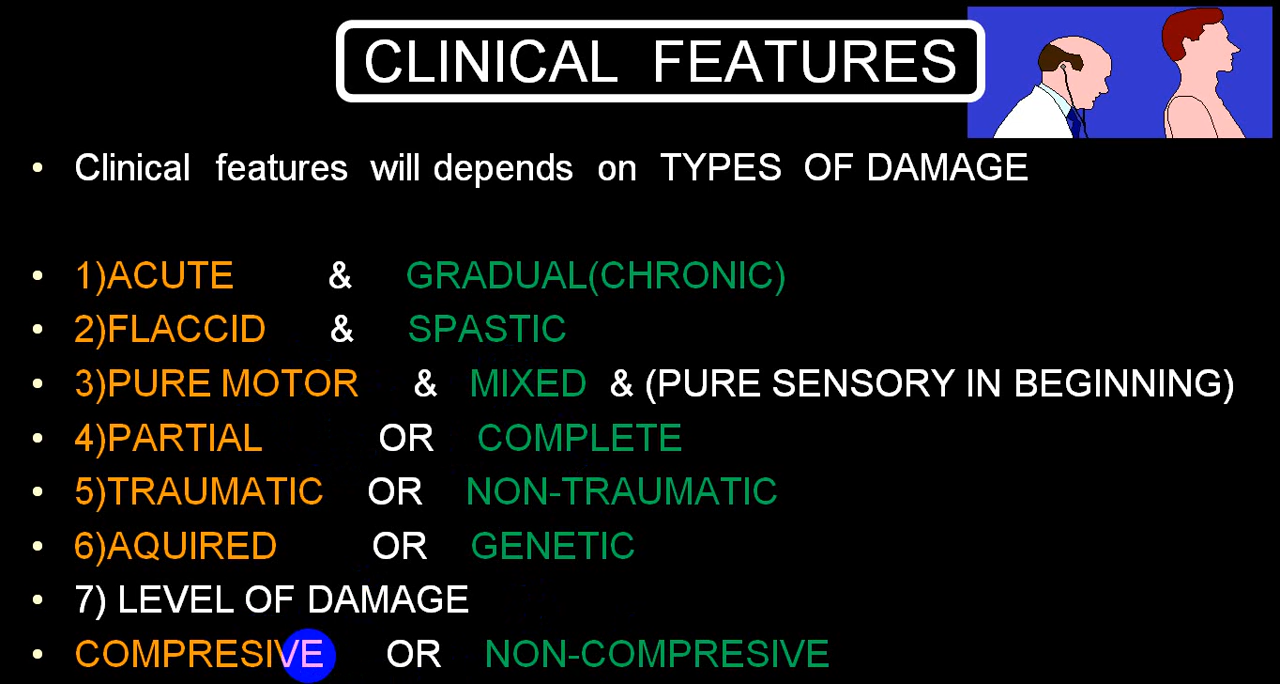 CLINICAL FEATURES
• Clinical features will depends on TYPES OF DAMAGE
• 1)ACUTE & GRADUAL(CHRONIC)
• 2)FLACCID & SPASTIC
• 3)PURE MOTOR & MIXED & (PURE SENSORY IN BEGINNING)
• 4)PARTIAL OR COMPLETE
• 5)TRAUMATIC OR NON-TRAUMATIC
• 6)AQUIRED OR GENETIC
• 7) LEVEL OF DAMAGE
• COMPRESIVE OR NON-COMPRESIVE